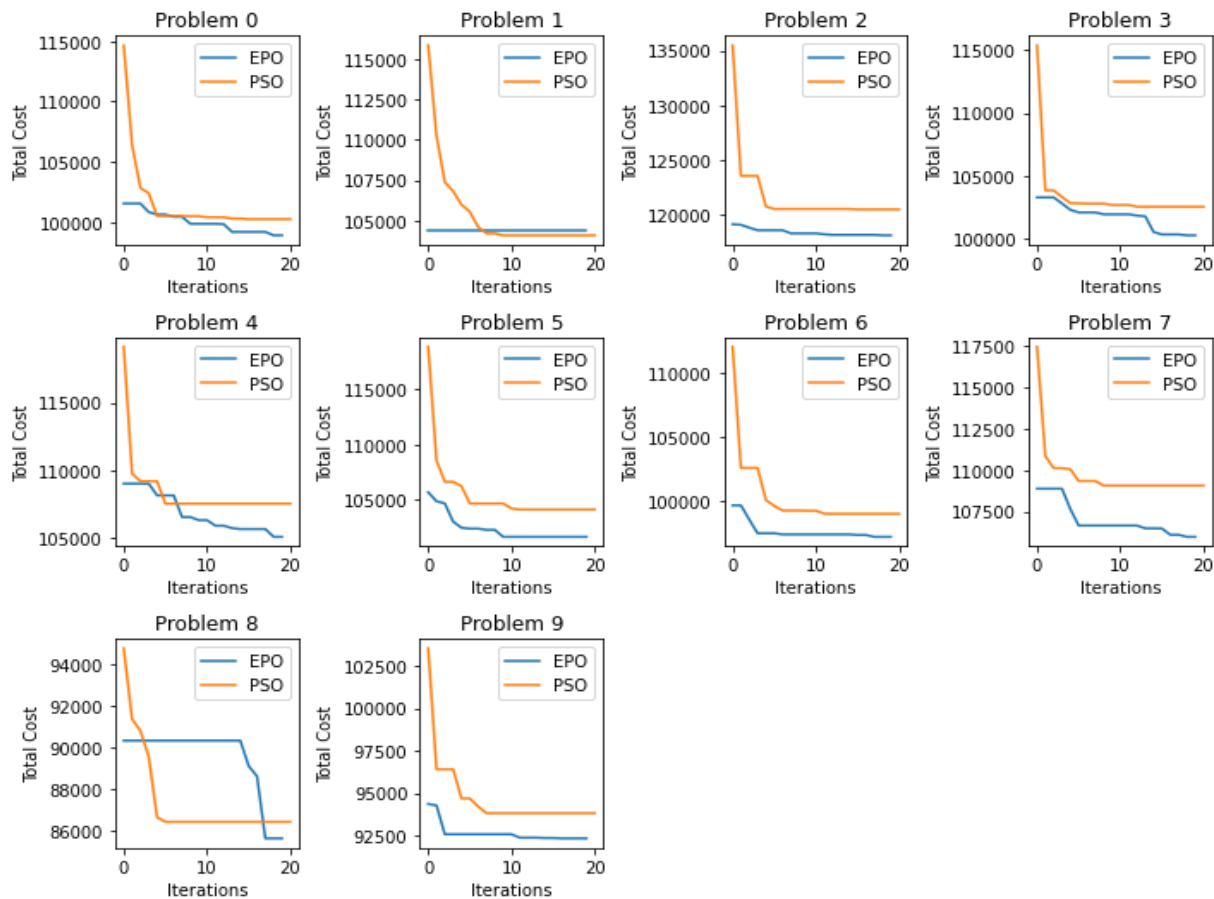 Problem 0
115000
110000
105000
100000
Total Cost
0 10 20
Iterations
EPO
PSO
Problem 1
115000
112500
110000
107500
105000
Total Cost
0 10 20
Iterations
EPO
PSO
Problem 2
135000
130000
125000
120000
Total Cost
0 10 20
Iterations
EPO
PSO
Problem 3
115000
110000
105000
100000
Total Cost
0 10 20
Iterations
EPO
PSO
Problem 4
115000
110000
105000
Total Cost
0 10 20
Iterations
EPO
PSO
Problem 5
115000
110000
105000
Total Cost
0 10 20
Iterations
EPO
PSO
Problem 6
110000
105000
100000
Total Cost
0 10 20
Iterations
EPO
PSO
Problem 7
117500
115000
112500
110000
107500
Total Cost
0 10 20
Iterations
EPO
PSO
Problem 8
94000
92000
90000
88000
86000
Total Cost
0 10 20
Iterations
EPO
PSO
Problem 9
102500
100000
97500
95000
92500
Total Cost
0 10 20
Iterations
EPO
PSO